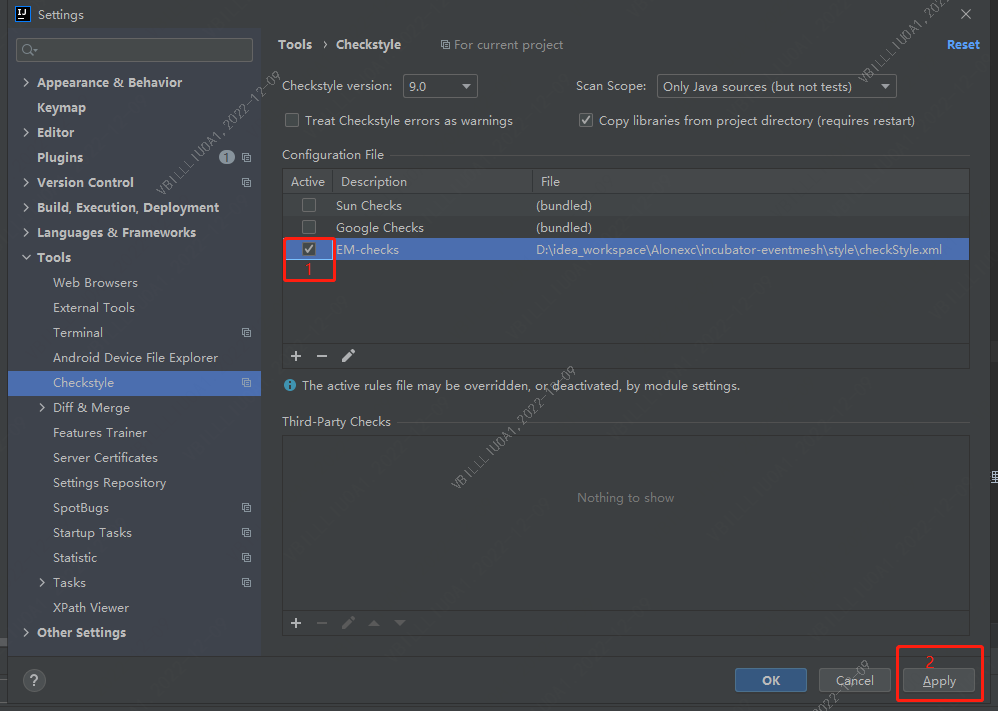 Settings
Tools › Checkstyle
For current project
Reset
Appearance & Behavior
Keymap
Editor
Plugins
1
Version Control
Build, Execution, Deployment
Languages & Frameworks
Tools
Web Browsers
External Tools
Terminal
Android Device File Explorer
Checkstyle
Diff & Merge
Features Trainer
Server Certificates
Settings Repository
SpotBugs
Startup Tasks
Statistic
Tasks
XPath Viewer
Other Settings
Checkstyle version: 9.0
Scan Scope: Only Java sources (but not tests)
Treat Checkstyle errors as warnings
Copy libraries from project directory (requires restart)
Configuration File
Active Description File
Sun Checks (bundled)
Google Checks (bundled)
EM-checks D:\idea_workspace\Alonexc\incubator-eventmesh\style\checkStyle.xml
1
The active rules file may be overridden, or deactivated, by module settings.
Third-Party Checks
Nothing to show
2
?
OK Cancel Apply